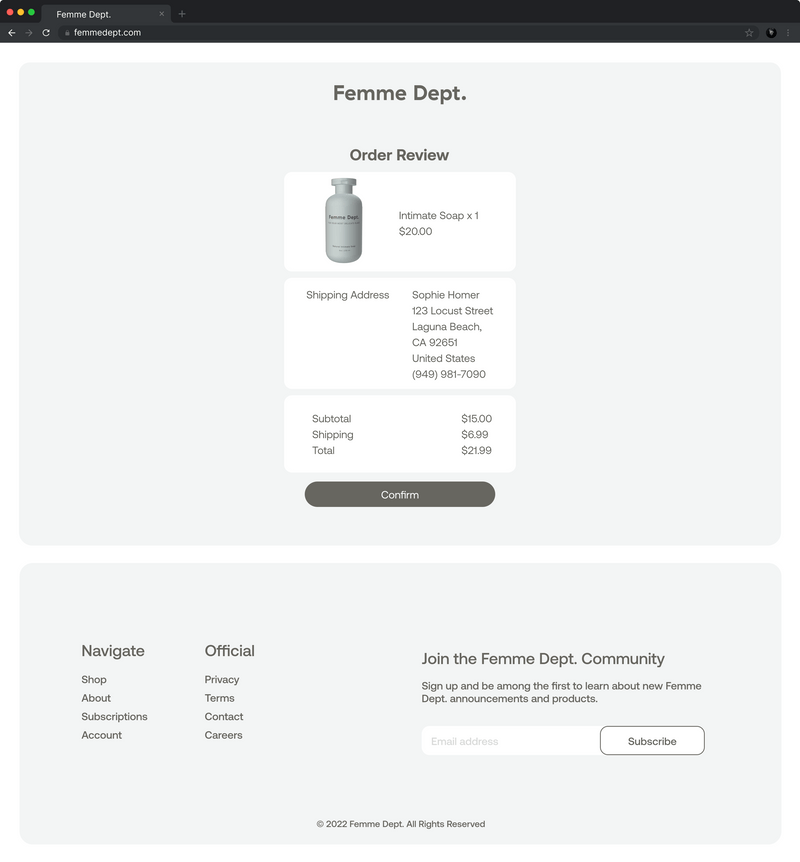 Femme Dept.
femmedept.com
Femme Dept.
Order Review
Femme Dept.
Intimate Soap x 1
$20.00
Shipping Address
Sophie Homer
123 Locust Street
Laguna Beach,
CA 92651
United States
(949) 981-7090
Subtotal $15.00
Shipping $6.99
Total $21.99
Confirm
Navigate
Shop
About
Subscriptions
Account
Official
Privacy
Terms
Contact
Careers
Join the Femme Dept. Community
Sign up and be among the first to learn about new Femme
Dept. announcements and products.
Email address
Subscribe
© 2022 Femme Dept. All Rights Reserved